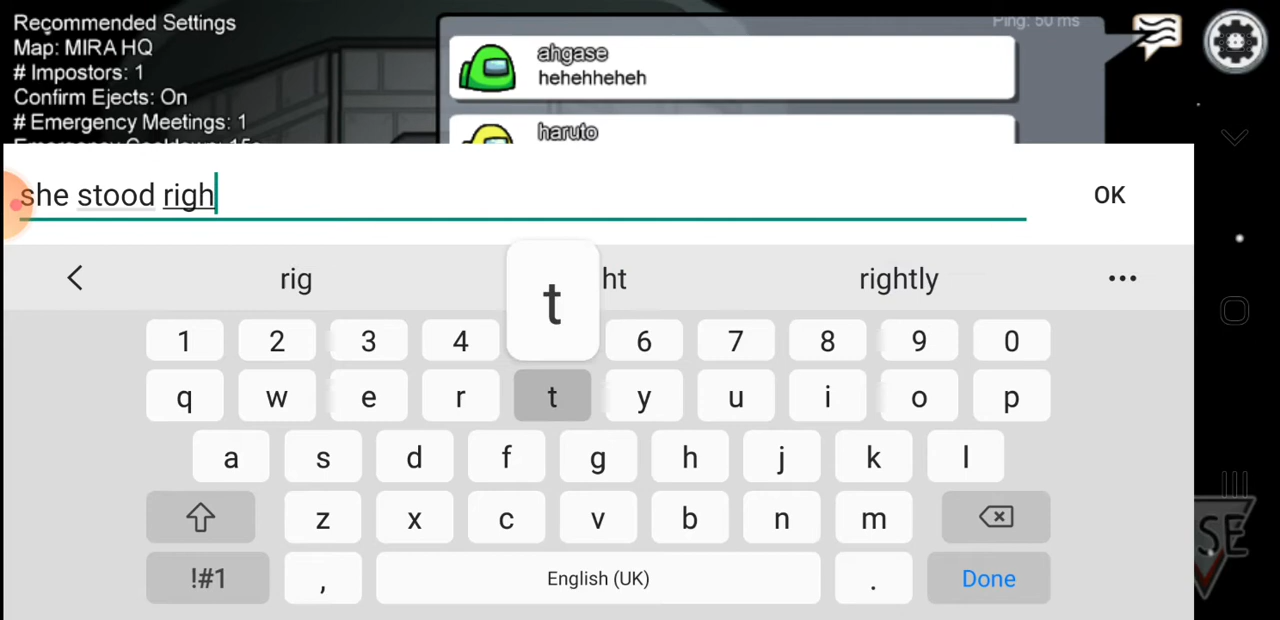 Recommended Settings
Map: MIRA HQ
# Impostors: 1
Confirm Ejects: On
# Emergency Meetings: 1
Ping: 50 ms
ahgase
hehehheheh
haruto
she stood righ
OK
rig
ht
rightly
t
1 2 3 4 6 7 8 9 0
q w e r t y u i o p
a s d f g h j k l
z x c v b n m
!#1 , English (UK) . Done
SE